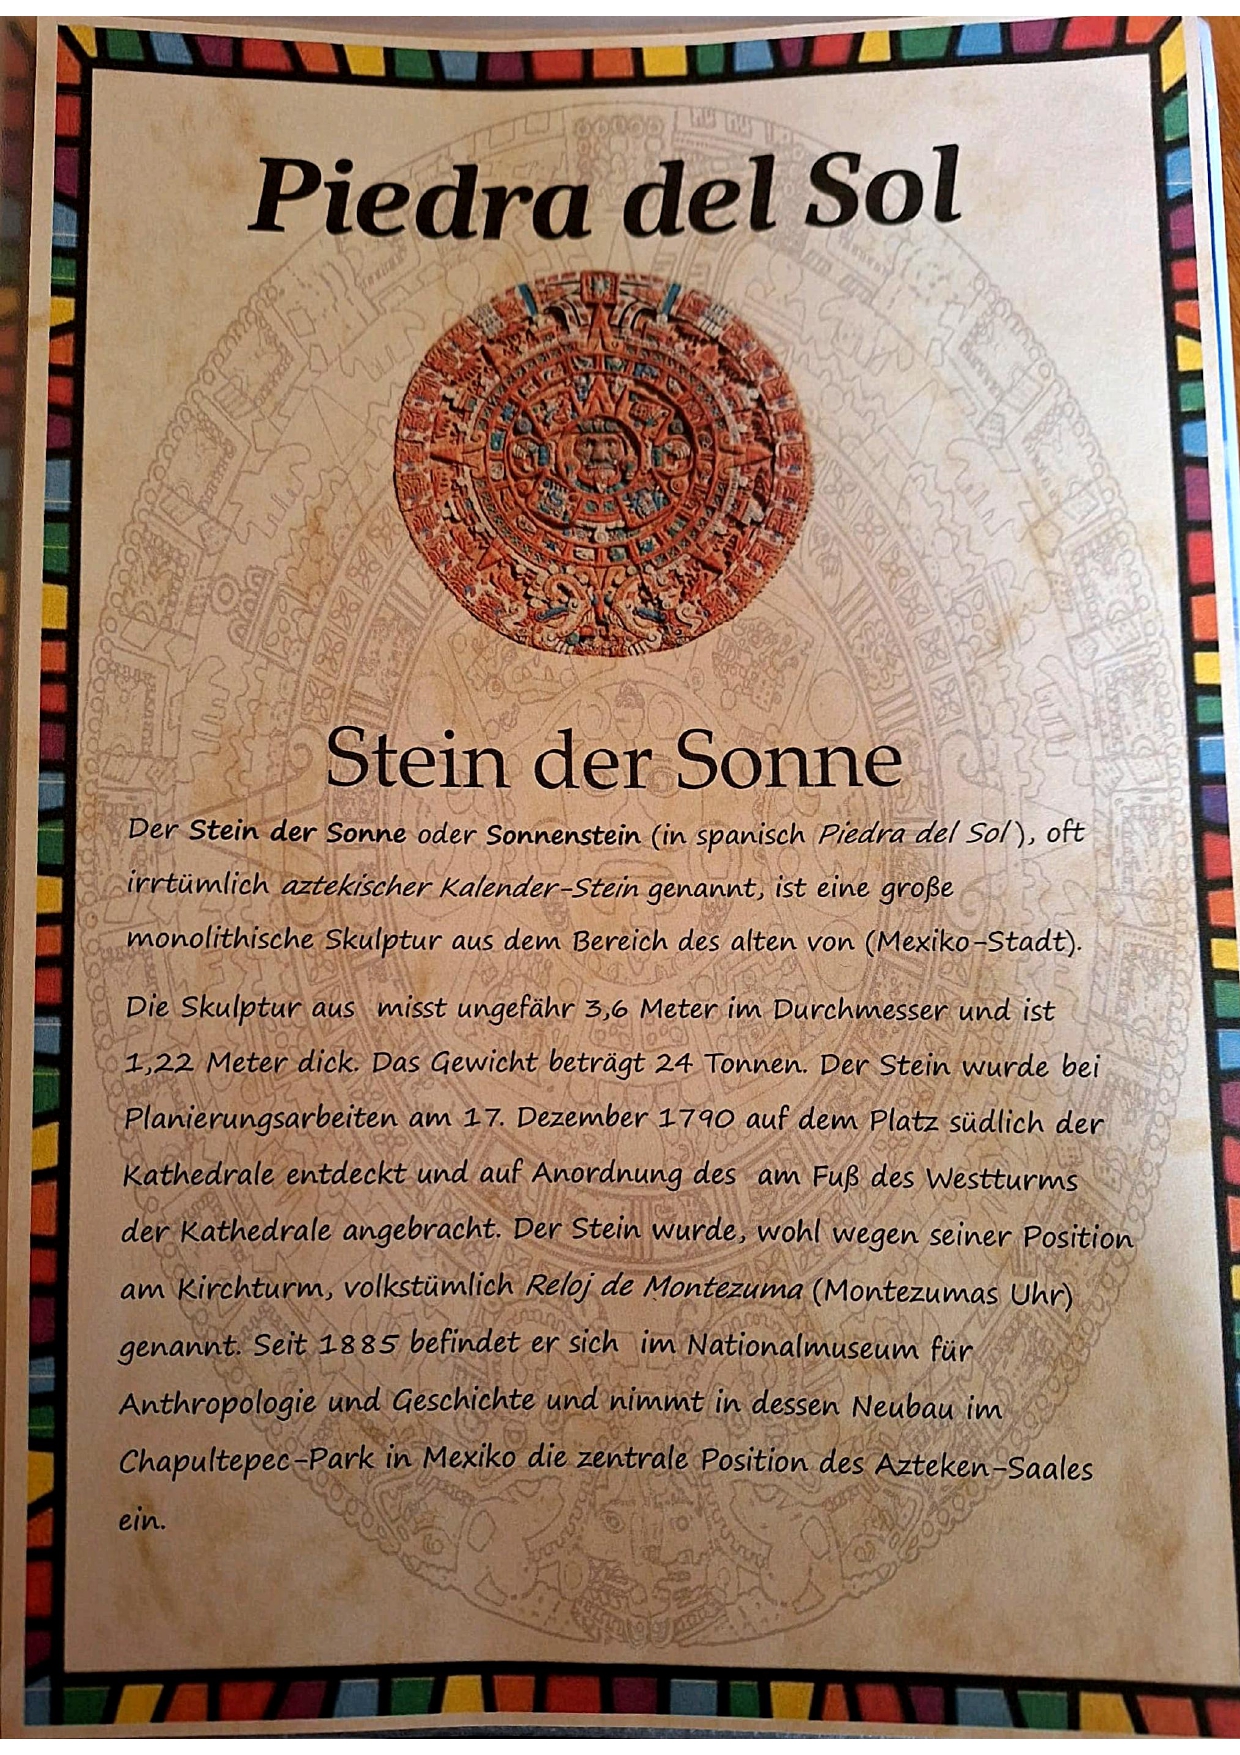 Piedra del Sol
Stein der Sonne
Der Stein der Sonne oder Sonnenstein (in spanisch Piedra del Sol), oft
irrtümlich aztekischer Kalender-Stein genannt, ist eine große
monolithische Skulptur aus dem Bereich des alten von (Mexiko-Stadt).
Die Skulptur aus misst ungefähr 3,6 Meter im Durchmesser und ist
1,22 Meter dick. Das Gewicht beträgt 24 Tonnen. Der Stein wurde bei
Planierungsarbeiten am 17. Dezember 1790 auf dem Platz südlich der
Kathedrale entdeckt und auf Anordnung des am Fuß des Westturms
der Kathedrale angebracht. Der Stein wurde, wohl wegen seiner Position
am Kirchturm, volkstümlich Reloj de Montezuma (Montezumas Uhr)
genannt. Seit 1885 befindet er sich im Nationalmuseum für
Anthropologie und Geschichte und nimmt in dessen Neubau im
Chapultepec-Park in Mexiko die zentrale Position des Azteken-Saales
ein.